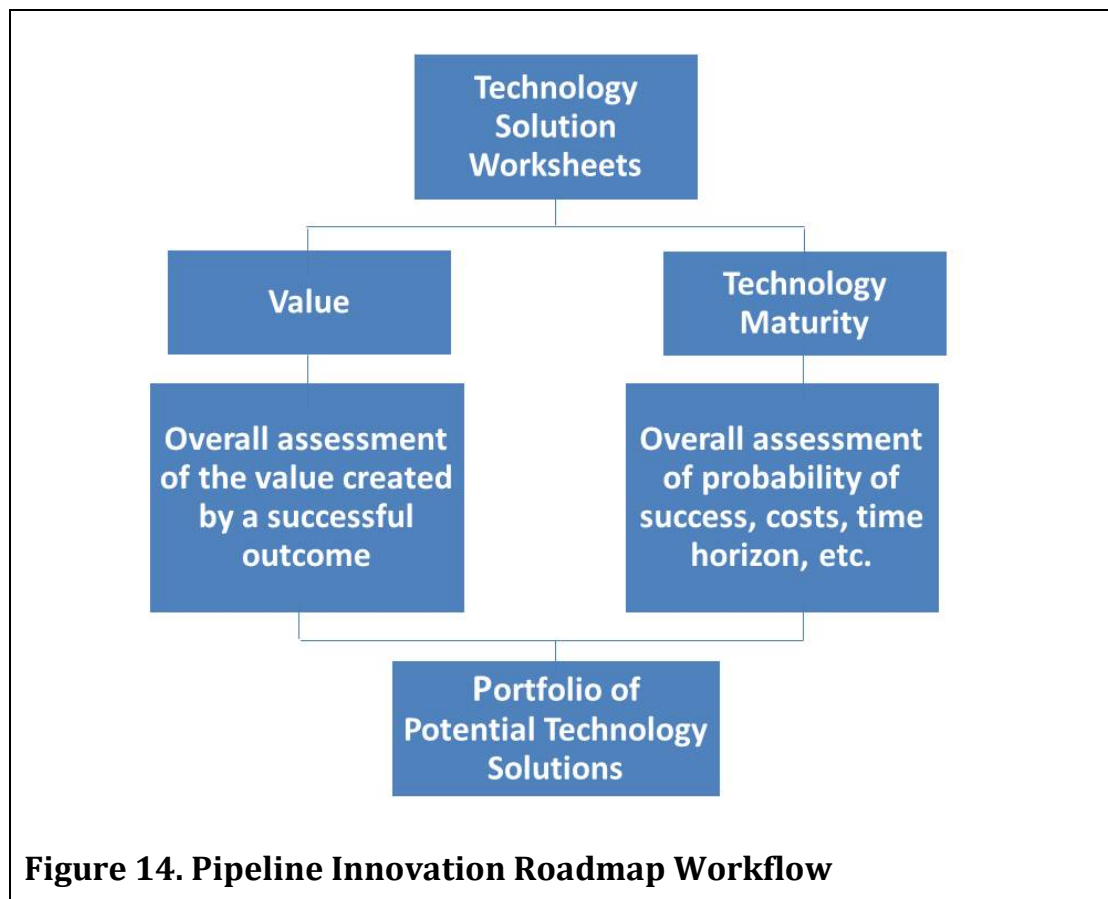 Technology
Solution
Worksheets
Value
Technology
Maturity
Overall assessment
of the value created
by a successful
outcome
Overall assessment
of probability of
success, costs, time
horizon, etc.
Portfolio of
Potential Technology
Solutions
Figure 14. Pipeline Innovation Roadmap Workflow